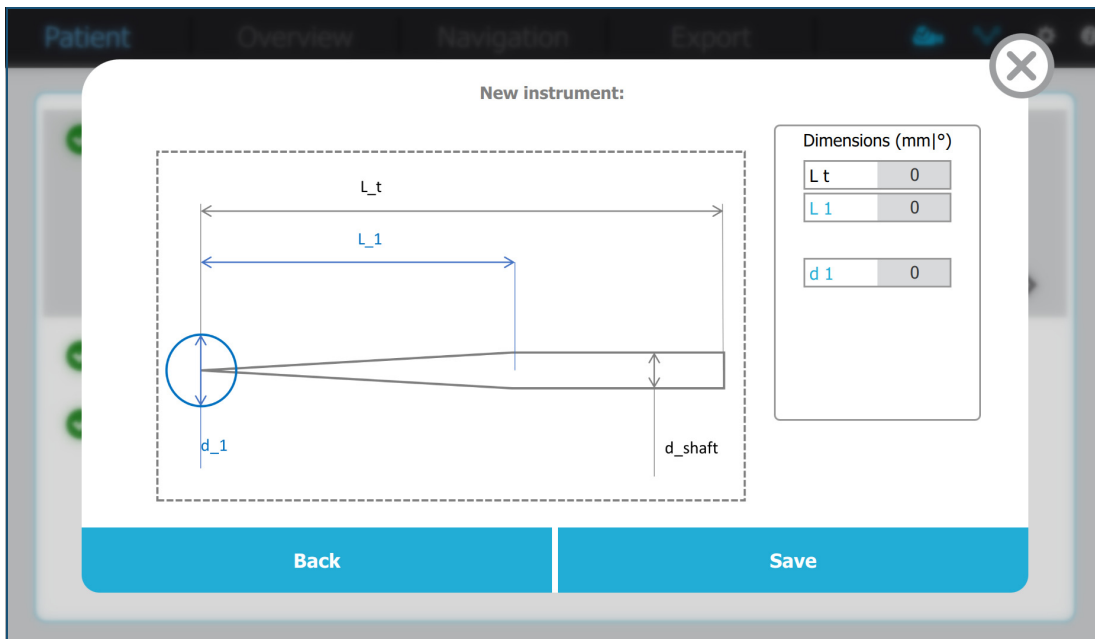 Patient Overview Navigation Export
New instrument:
Dimensions (mm|°)
L t 0
L 1 0
d 1 0
L_t
L_1
d_1
d_shaft
Back Save